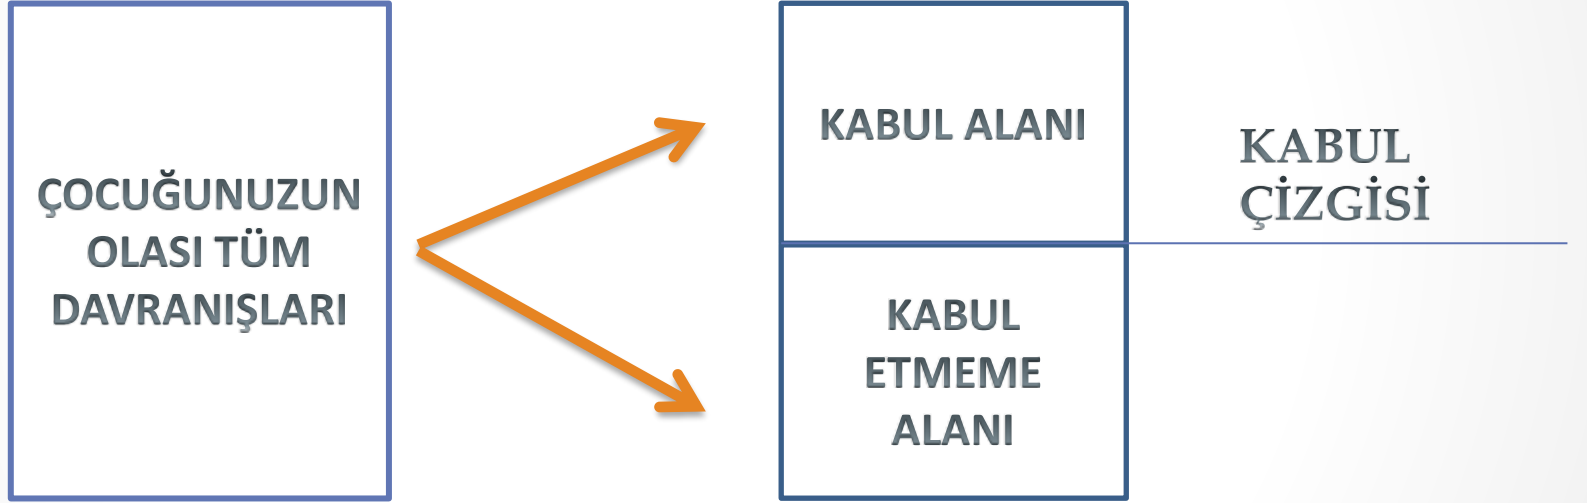 ÇOCUĞUNUZUN
OLASI TÜM
DAVRANIŞLARI
KABUL ALANI
KABUL
ETMEME
ALANI
KABUL
ÇİZGİSİ